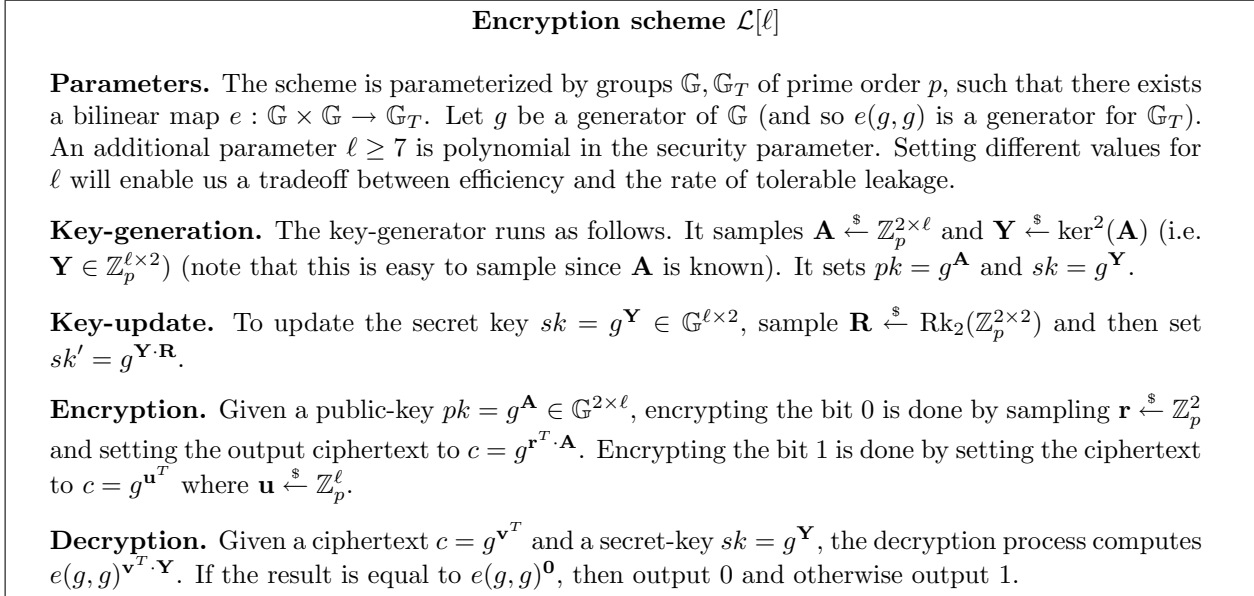 Encryption scheme 𝓛[ℓ]
Parameters. The scheme is parameterized by groups 𝔾, 𝔾_T of prime order p, such that there exists
a bilinear map e : 𝔾 × 𝔾 → 𝔾_T. Let g be a generator of 𝔾 (and so e(g, g) is a generator for 𝔾_T).
An additional parameter ℓ ≥ 7 is polynomial in the security parameter. Setting different values for
ℓ will enable us a tradeoff between efficiency and the rate of tolerable leakage.
Key-generation. The key-generator runs as follows. It samples A ←$ ℤ_p^{2×ℓ} and Y ←$ ker²(A) (i.e.
Y ∈ ℤ_p^{ℓ×2}) (note that this is easy to sample since A is known). It sets pk = g^A and sk = g^Y.
Key-update. To update the secret key sk = g^Y ∈ 𝔾^{ℓ×2}, sample R ←$ Rk₂(ℤ_p^{2×2}) and then set
sk′ = g^{Y·R}.
Encryption. Given a public-key pk = g^A ∈ 𝔾^{2×ℓ}, encrypting the bit 0 is done by sampling r ←$ ℤ_p^2
and setting the output ciphertext to c = g^{r^T·A}. Encrypting the bit 1 is done by setting the ciphertext
to c = g^{u^T} where u ←$ ℤ_p^ℓ.
Decryption. Given a ciphertext c = g^{v^T} and a secret-key sk = g^Y, the decryption process computes
e(g, g)^{v^T·Y}. If the result is equal to e(g, g)^0, then output 0 and otherwise output 1.